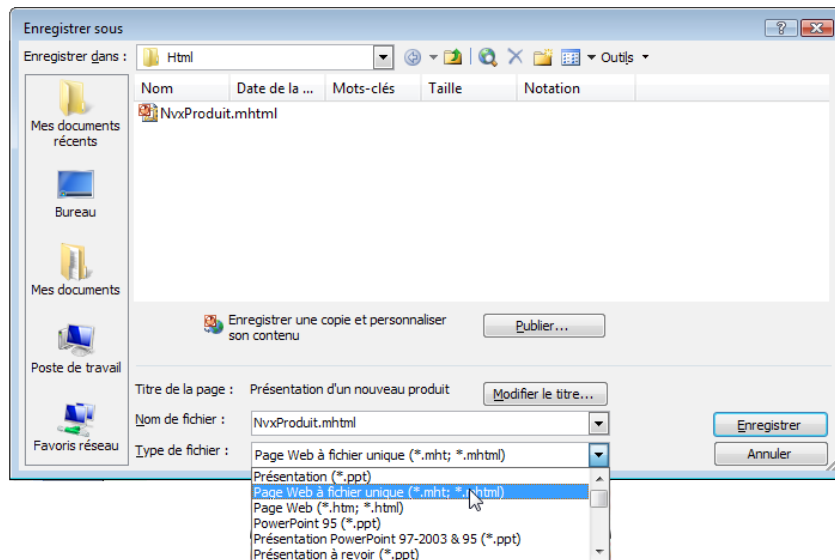 Enregistrer sous
Enregistrer dans :
Html
Outils
Nom Date de la ... Mots-clés Taille Notation
NvxProduit.mhtml
Mes documents
récents
Bureau
Mes documents
Poste de travail
Favoris réseau
Enregistrer une copie et personnaliser
son contenu
Publier...
Titre de la page : Présentation d'un nouveau produit Modifier le titre...
Nom de fichier : NvxProduit.mhtml Enregistrer
Type de fichier : Page Web à fichier unique (*.mht; *.mhtml) Annuler
Présentation (*.ppt)
Page Web à fichier unique (*.mht; *.mhtml)
Page Web (*.htm; *.html)
PowerPoint 95 (*.ppt)
Présentation PowerPoint 97-2003 & 95 (*.ppt)
Présentation à revoir (*.ppt)